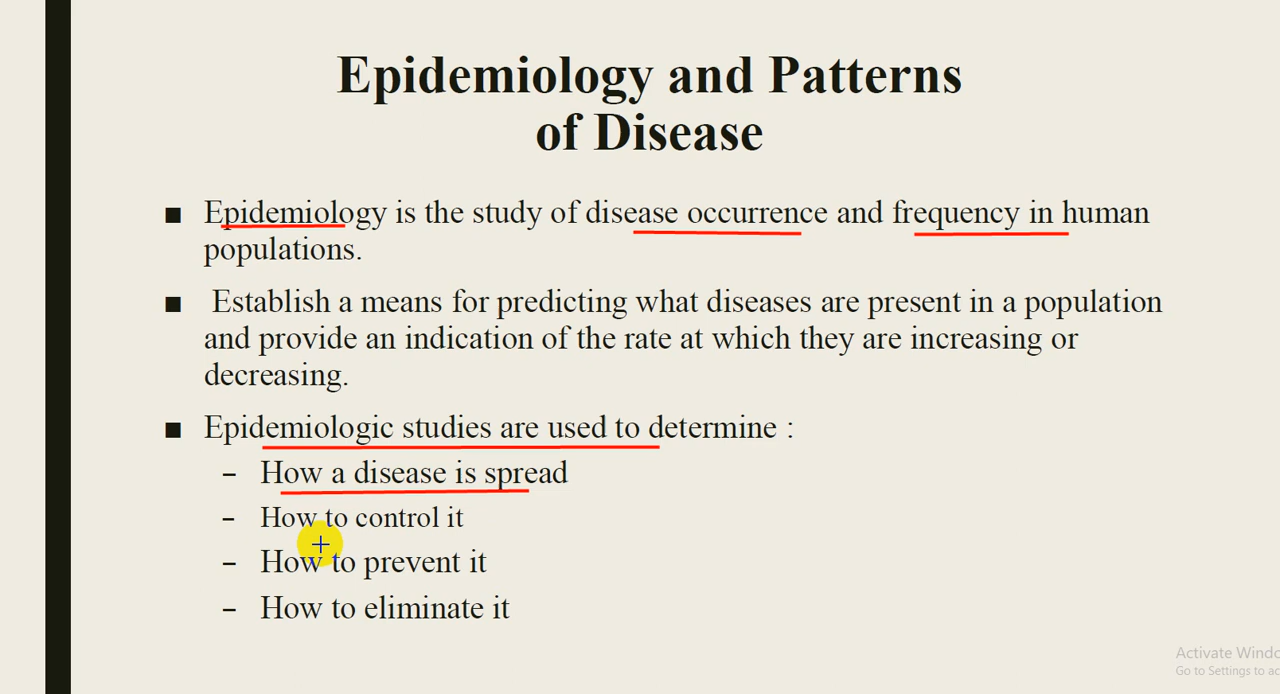 Epidemiology and Patterns
of Disease
■ Epidemiology is the study of disease occurrence and frequency in human
populations.
■ Establish a means for predicting what diseases are present in a population
and provide an indication of the rate at which they are increasing or
decreasing.
■ Epidemiologic studies are used to determine :
– How a disease is spread
– How to control it
– How to prevent it
– How to eliminate it
Activate
Go to Settings to